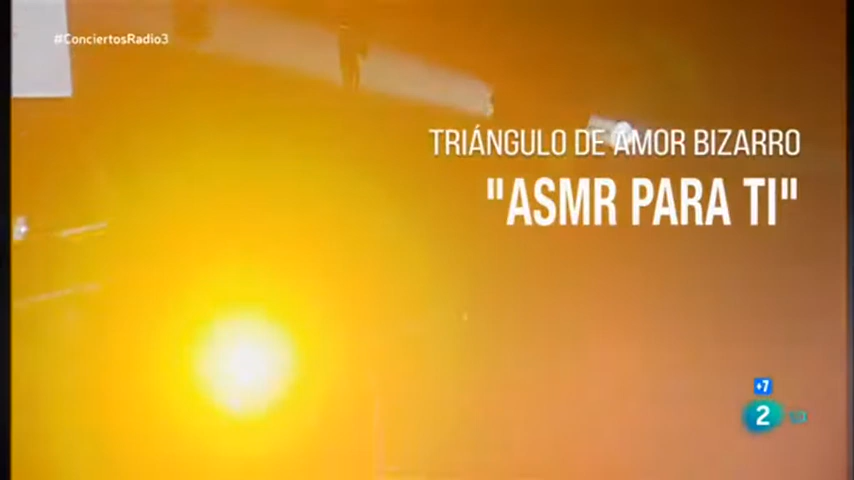 #ConciertosRadio3
TRIÁNGULO DE AMOR BIZARRO
"ASMR PARA TI"
+7
2